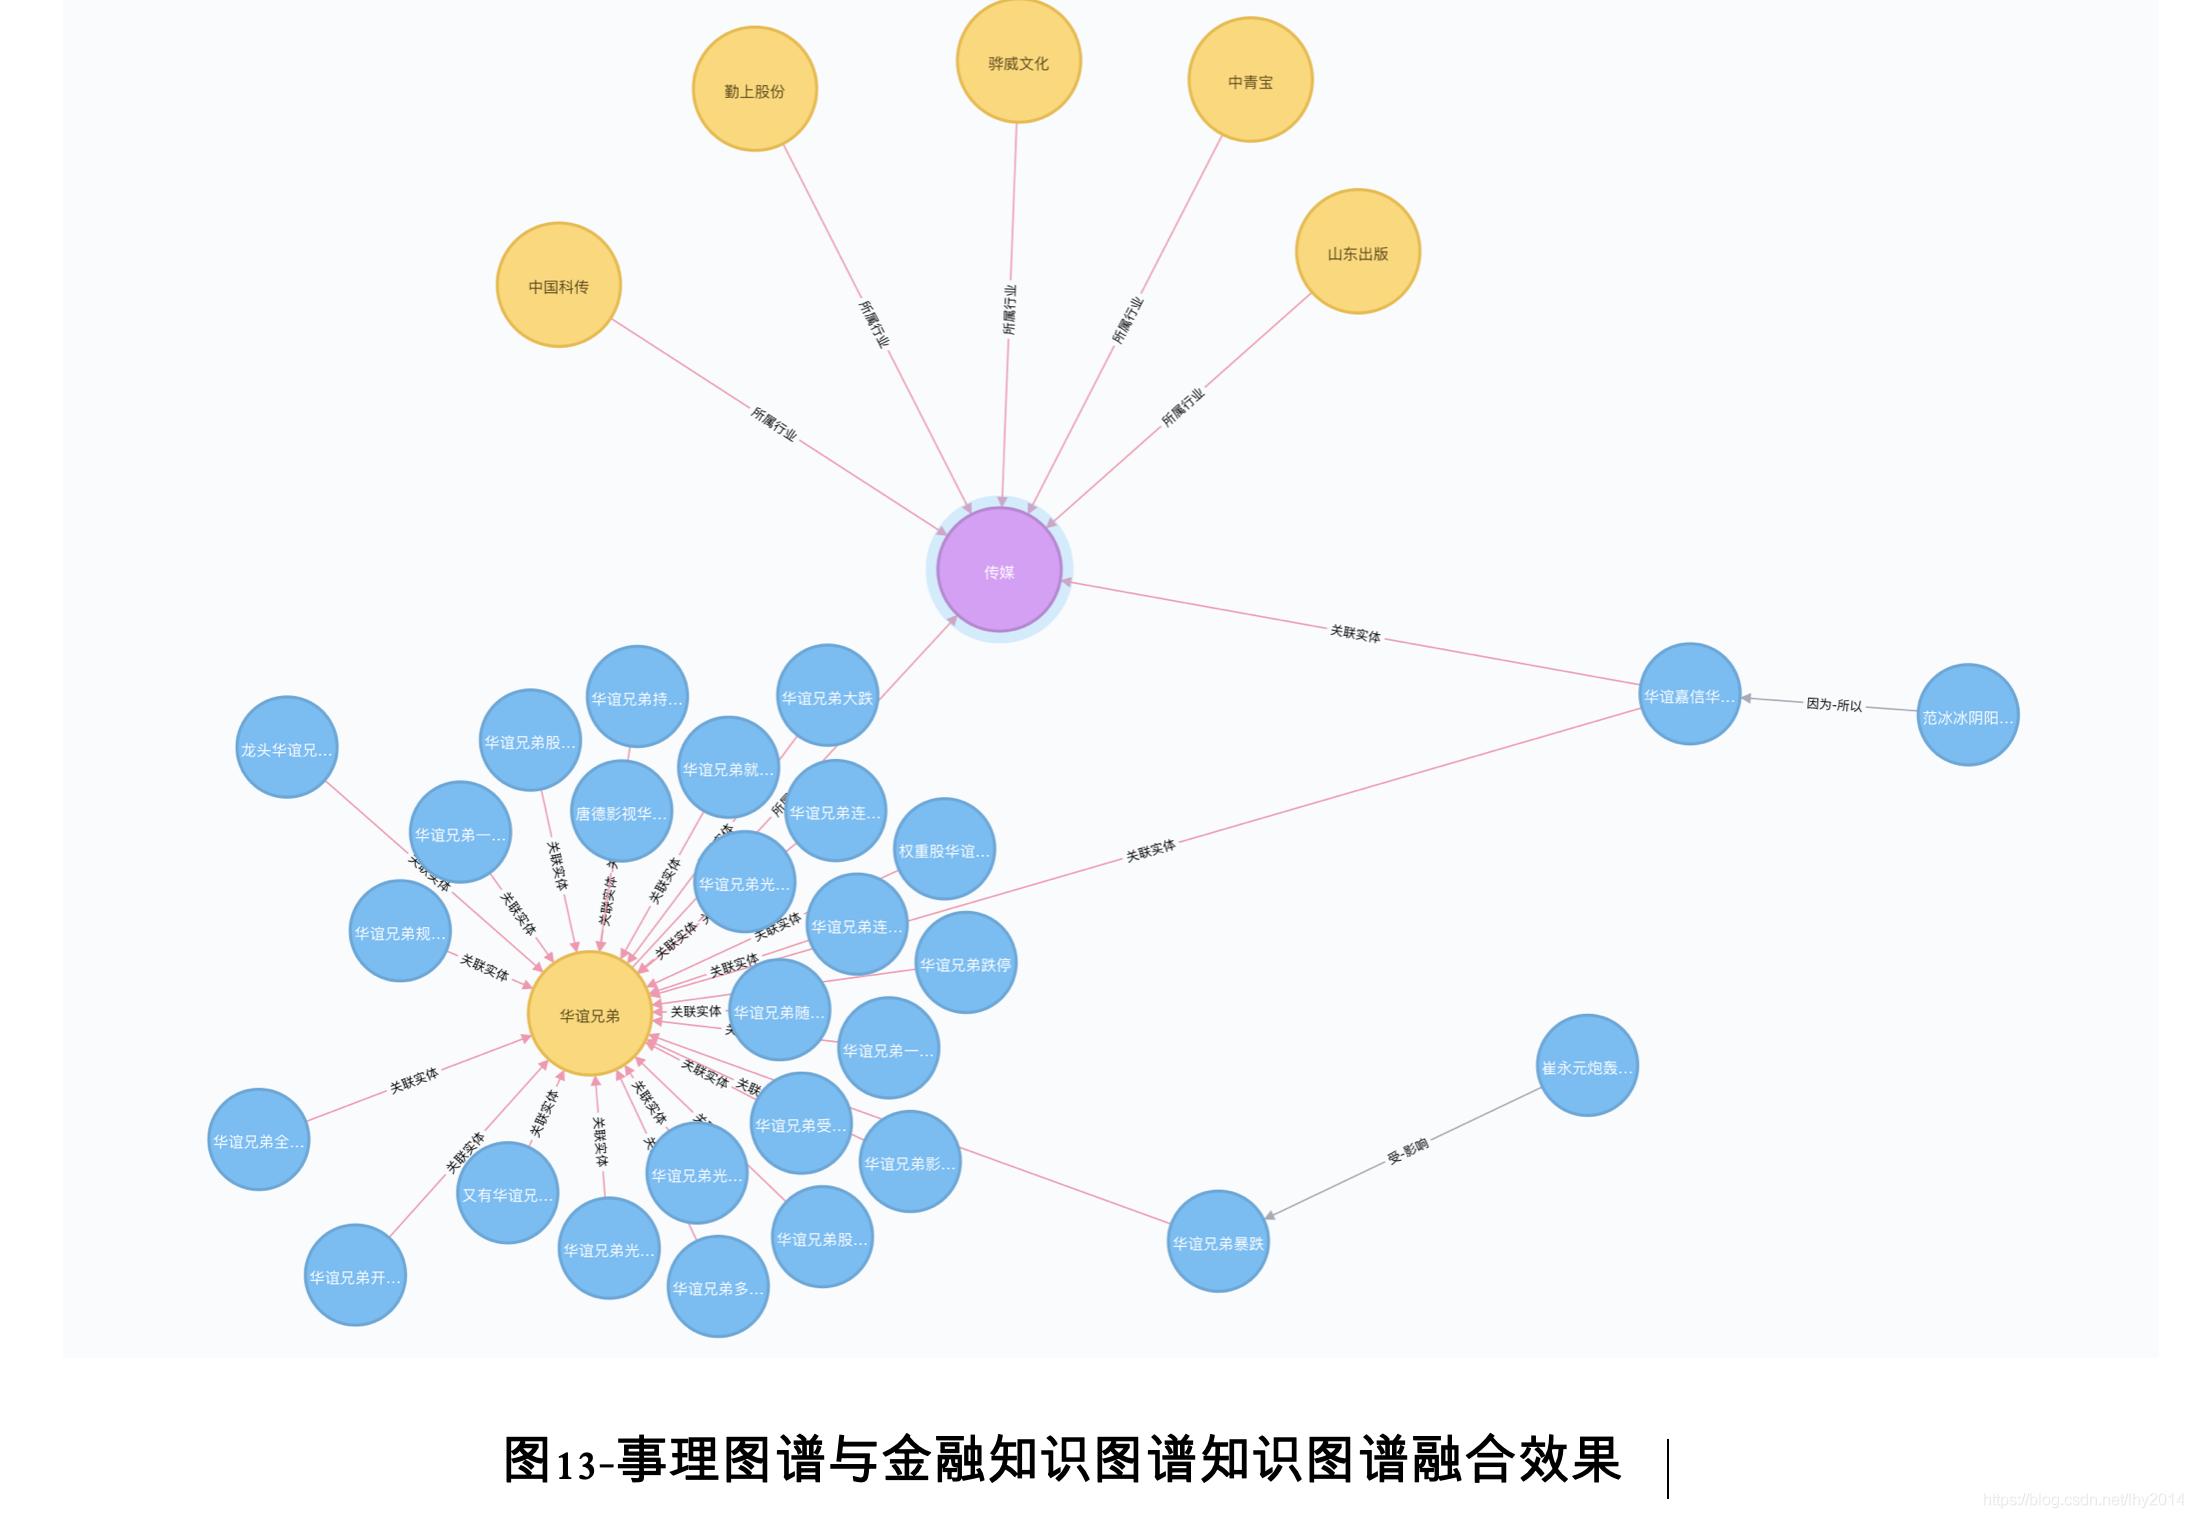 骅威文化
中青宝
勤上股份
山东出版
中国科传
所属行业
所属行业
所属行业
所属行业
所属行业
传媒
关联实体
华谊嘉信华...
因为-所以
范冰冰阴阳...
华谊兄弟持...
华谊兄弟大跌
龙头华谊兄...
华谊兄弟股...
华谊兄弟就...
唐德影视华...
华谊兄弟连...
华谊兄弟一...
权重股华谊...
关联实体
关联实体
关联实体
关联实体
华谊兄弟光...
关联实体
关联实体
华谊兄弟规...
华谊兄弟连...
关联实体
关联实体
关联实体
关联实体
华谊兄弟跌停
华谊兄弟
关联实体
华谊兄弟随...
华谊兄弟一...
崔永元炮轰...
关联实体
关联实体
关联实体
关联实体
华谊兄弟受...
华谊兄弟全...
关联实体
关联实体
受-影响
华谊兄弟影...
又有华谊兄...
华谊兄弟光...
华谊兄弟股...
华谊兄弟暴跌
华谊兄弟开...
华谊兄弟光...
华谊兄弟多...
图13-事理图谱与金融知识图谱知识图谱融合效果
https://blog.csdn.net/lhy2014